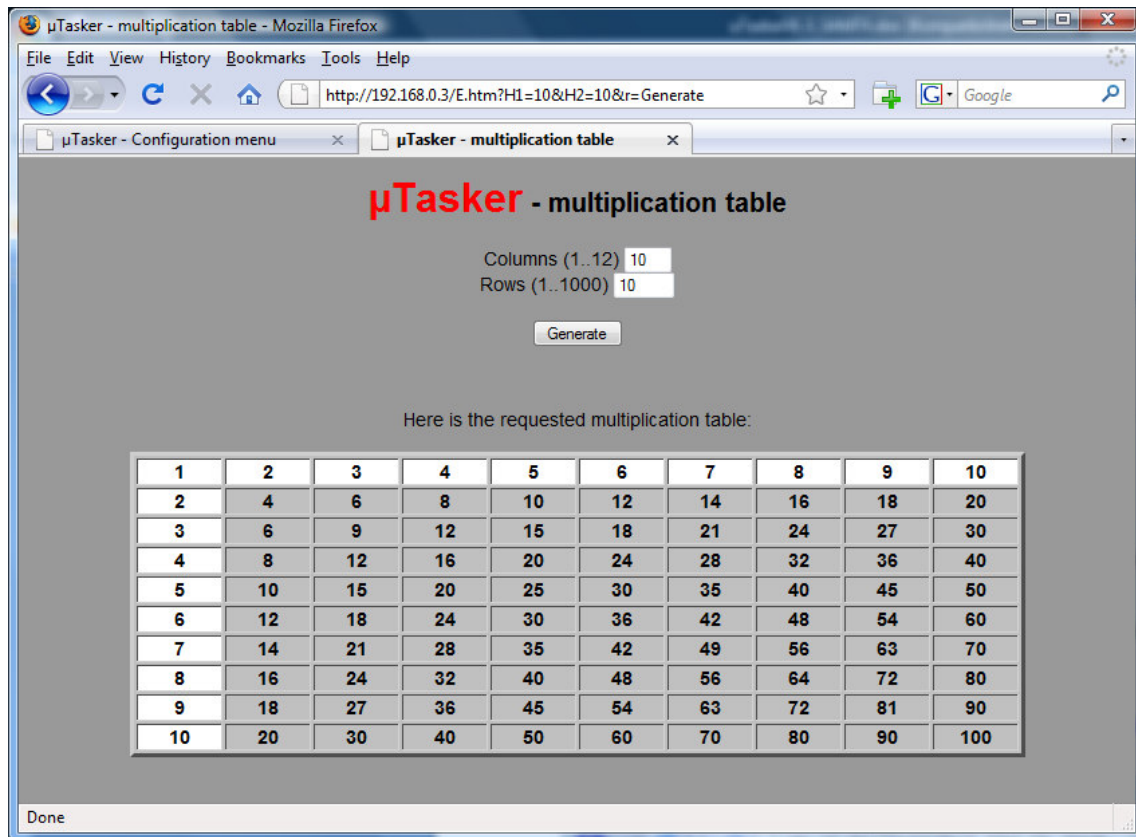 µTasker - multiplication table - Mozilla Firefox
File Edit View History Bookmarks Tools Help
http://192.168.0.3/E.htm?H1=10&H2=10&r=Generate G Google
µTasker - Configuration menu µTasker - multiplication table
µTasker - multiplication table
Columns (1..12) 10
Rows (1..1000) 10
Generate
Here is the requested multiplication table:
1 2 3 4 5 6 7 8 9 10
2 4 6 8 10 12 14 16 18 20
3 6 9 12 15 18 21 24 27 30
4 8 12 16 20 24 28 32 36 40
5 10 15 20 25 30 35 40 45 50
6 12 18 24 30 36 42 48 54 60
7 14 21 28 35 42 49 56 63 70
8 16 24 32 40 48 56 64 72 80
9 18 27 36 45 54 63 72 81 90
10 20 30 40 50 60 70 80 90 100
Done